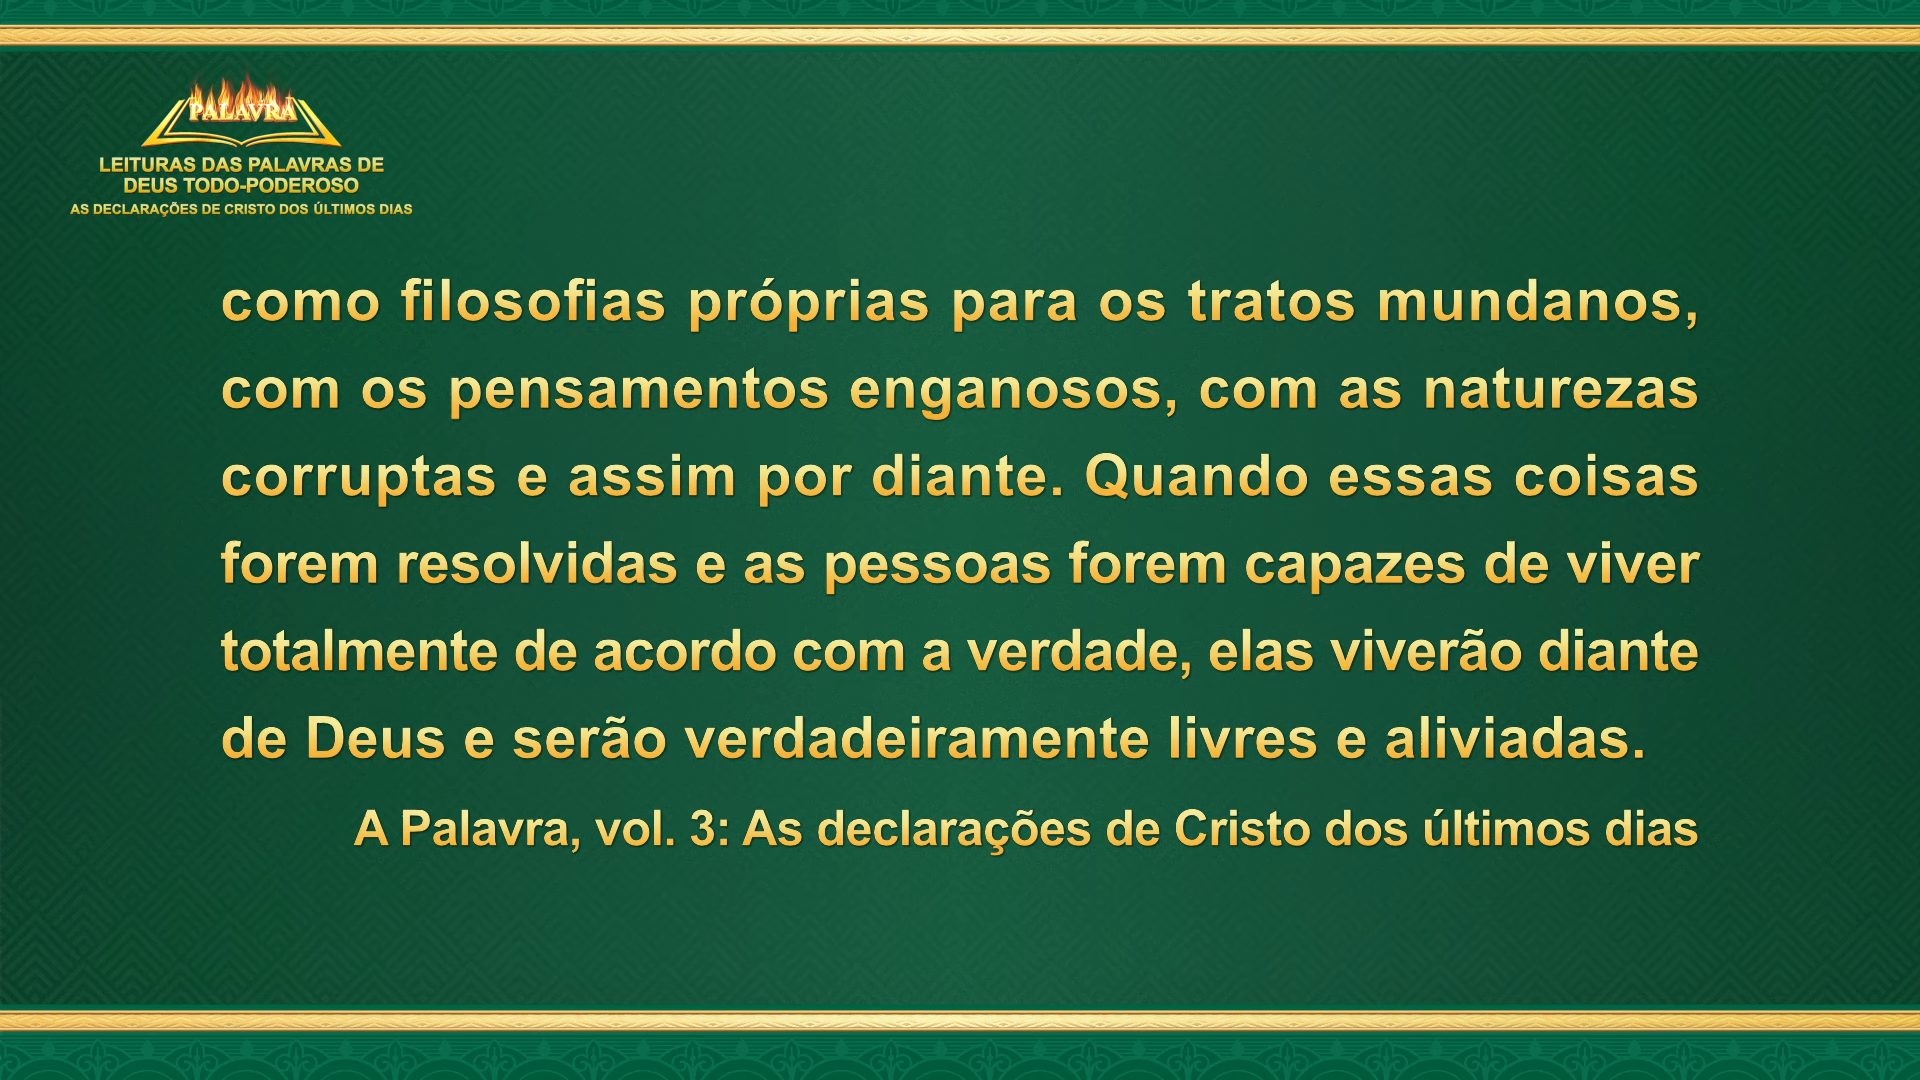 PALAVRA
LEITURAS DAS PALAVRAS DE
DEUS TODO-PODEROSO
AS DECLARAÇÕES DE CRISTO DOS ÚLTIMOS DIAS
como filosofias próprias para os tratos mundanos,
com os pensamentos enganosos, com as naturezas
corruptas e assim por diante. Quando essas coisas
forem resolvidas e as pessoas forem capazes de viver
totalmente de acordo com a verdade, elas viverão diante
de Deus e serão verdadeiramente livres e aliviadas.
A Palavra, vol. 3: As declarações de Cristo dos últimos dias